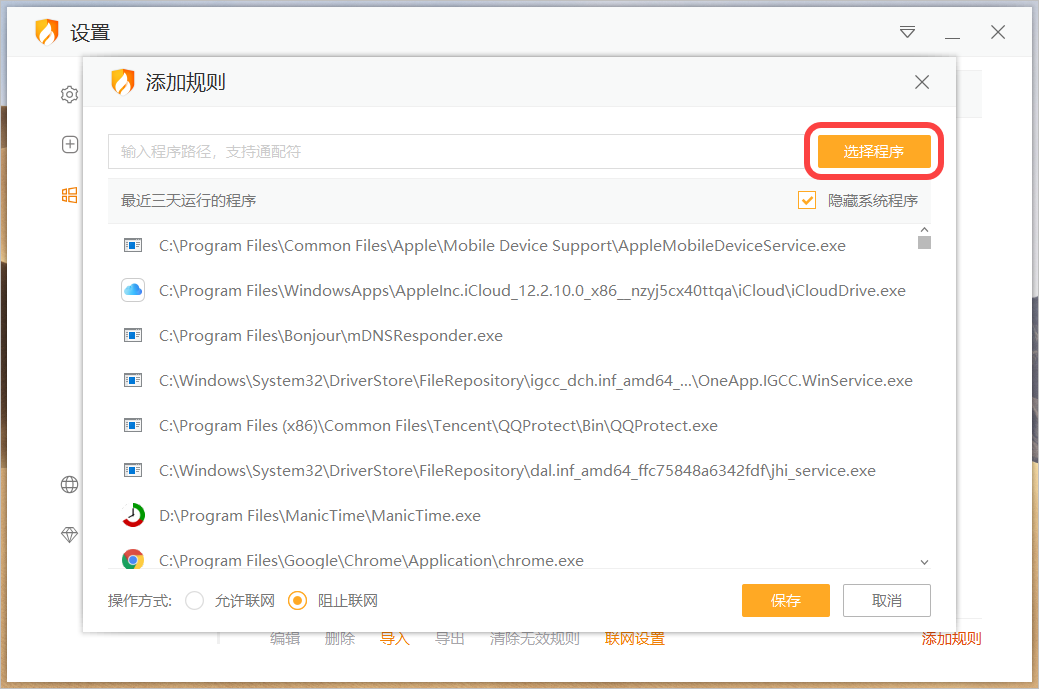 设置
添加规则
输入程序路径，支持通配符
选择程序
最近三天运行的程序
隐藏系统程序
C:\Program Files\Common Files\Apple\Mobile Device Support\AppleMobileDeviceService.exe
C:\Program Files\WindowsApps\AppleInc.iCloud_12.2.10.0_x86__nzyj5cx40ttqa\iCloud\iCloudDrive.exe
C:\Program Files\Bonjour\mDNSResponder.exe
C:\Windows\System32\DriverStore\FileRepository\igcc_dch.inf_amd64_...\OneApp.IGCC.WinService.exe
C:\Program Files (x86)\Common Files\Tencent\QQProtect\Bin\QQProtect.exe
C:\Windows\System32\DriverStore\FileRepository\dal.inf_amd64_ffc75848a6342fdf\jhi_service.exe
D:\Program Files\ManicTime\ManicTime.exe
C:\Program Files\Google\Chrome\Application\chrome.exe
操作方式: 允许联网 阻止联网
保存
取消
编辑 删除 导入 导出 清除无效规则 联网设置 添加规则